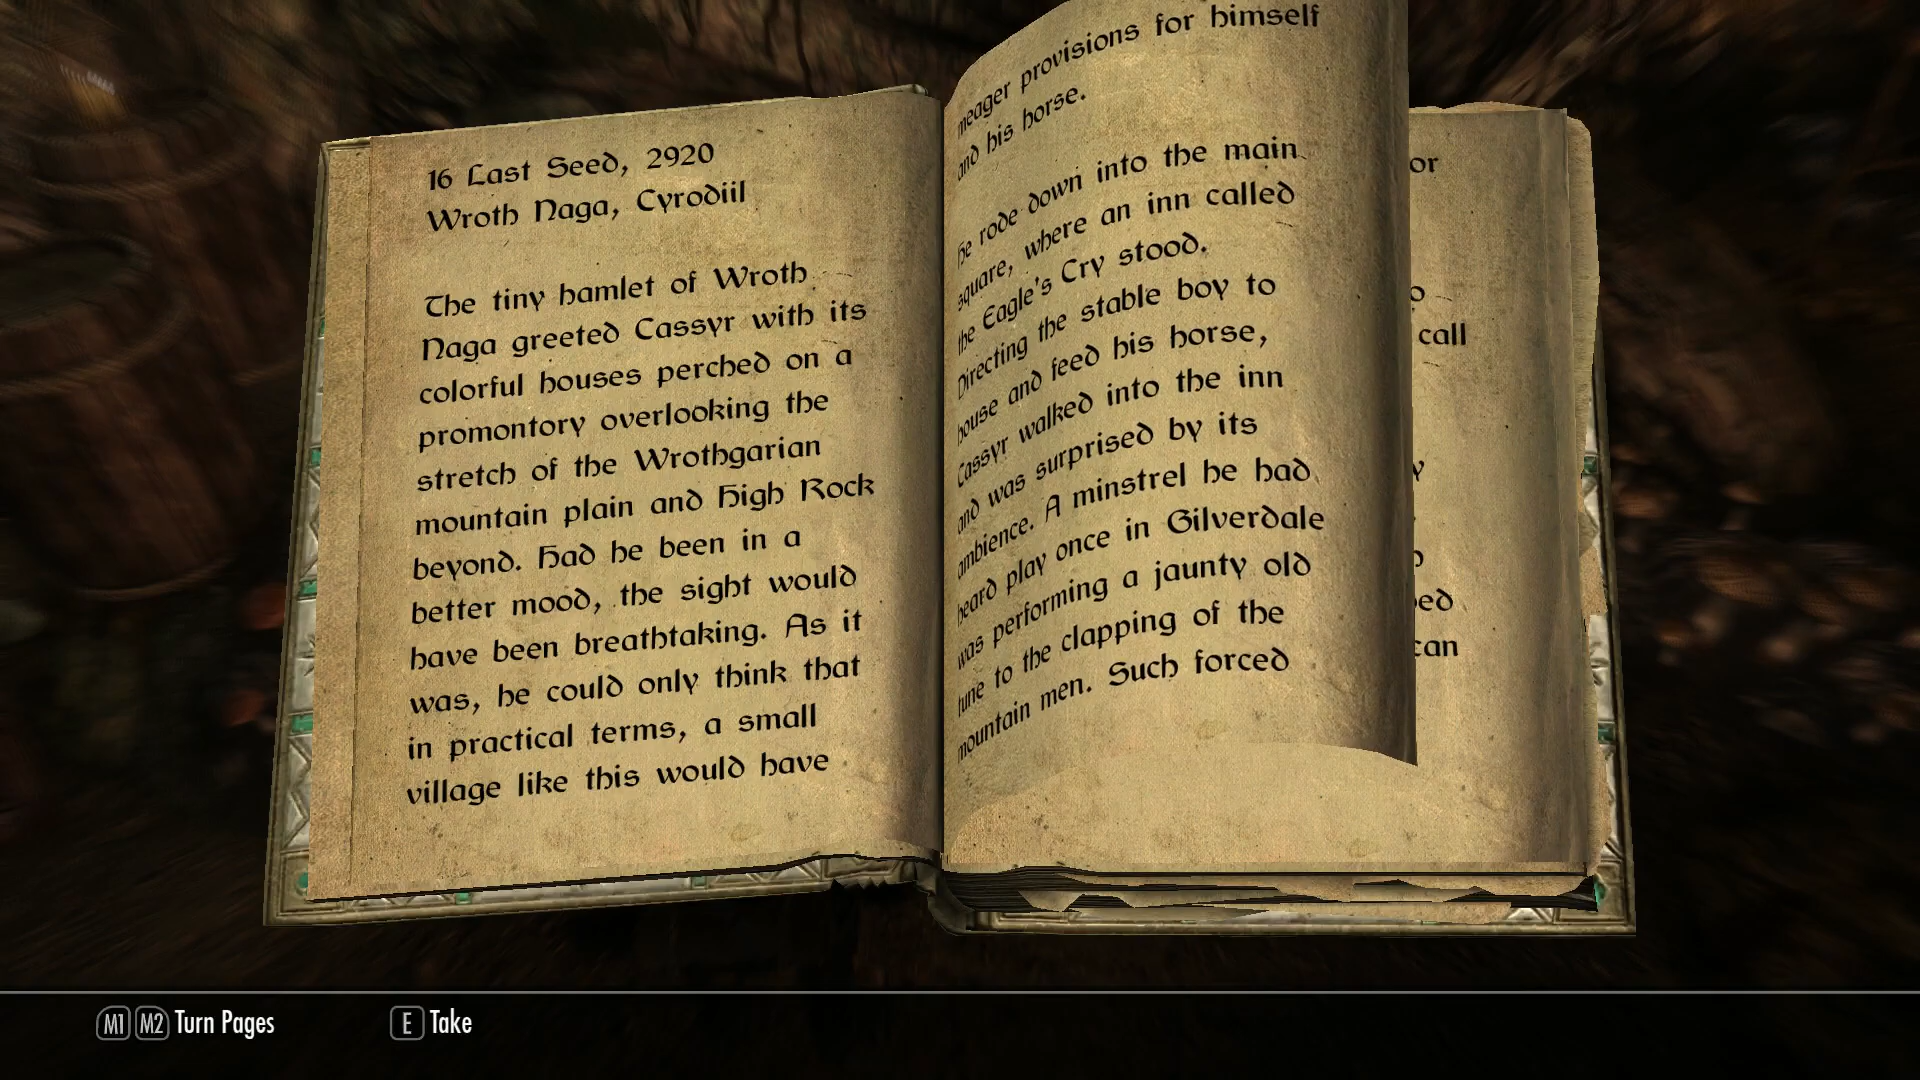 16 Last Seed, 2920
Wroth Naga, Cyrodiil
The tiny hamlet of Wroth
Naga greeted Cassyr with its
colorful houses perched on a
promontory overlooking the
stretch of the Wrothgarian
mountain plain and High Rock
beyond. Had he been in a
better mood, the sight would
have been breathtaking. As it
was, he could only think that
in practical terms, a small
village like this would have
meager provisions for himself
and his horse.
He rode down into the main
square, where an inn called
the Eagle's Cry stood.
Directing the stable boy to
house and feed his horse,
Cassyr walked into the inn
and was surprised by its
ambience. A minstrel he had
heard play once in Gilverdale
was performing a jaunty old
tune to the clapping of the
mountain men. Such forced
or
call
can
M1 M2 Turn Pages
E Take